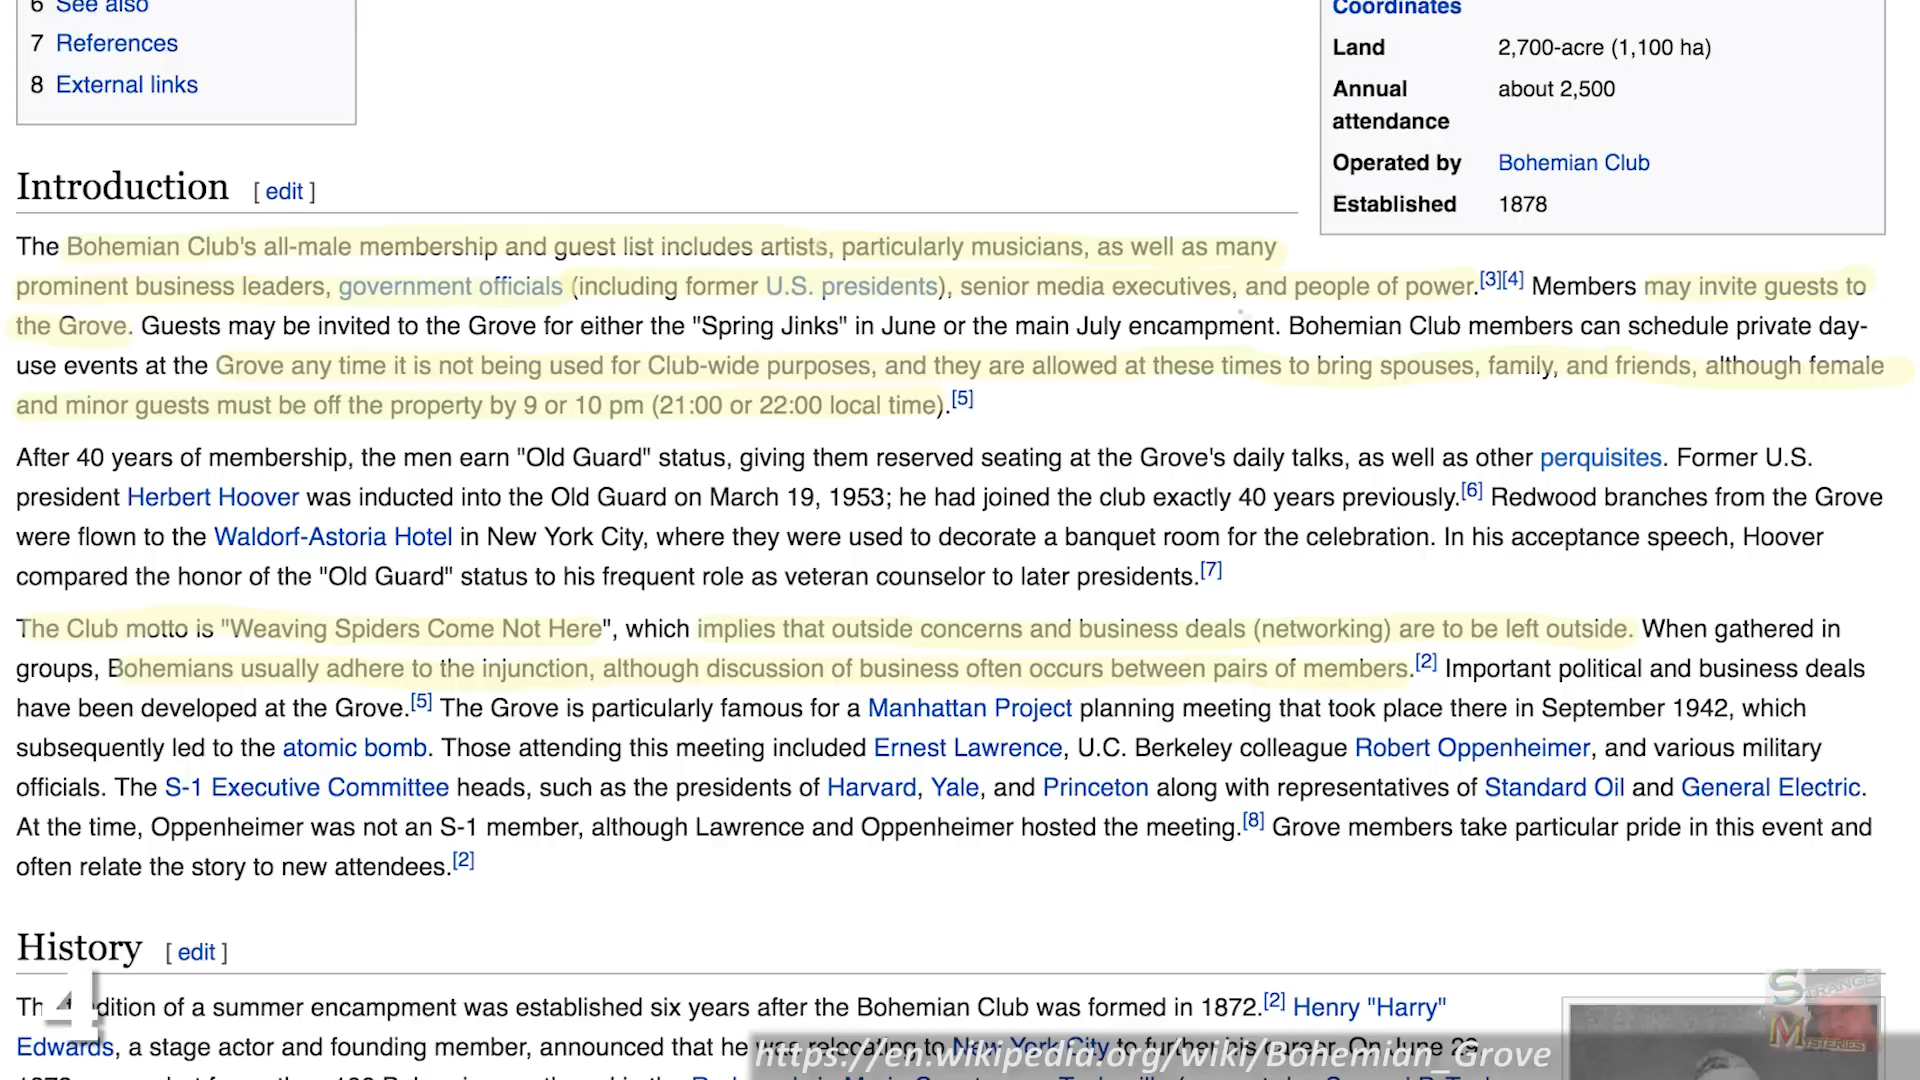 6 See also
7 References
8 External links
Coordinates
Land 2,700-acre (1,100 ha)
Annual attendance about 2,500
Operated by Bohemian Club
Established 1878
Introduction [ edit ]
The Bohemian Club's all-male membership and guest list includes artists, particularly musicians, as well as many
prominent business leaders, government officials (including former U.S. presidents), senior media executives, and people of power.[3][4] Members may invite guests to
the Grove. Guests may be invited to the Grove for either the "Spring Jinks" in June or the main July encampment. Bohemian Club members can schedule private day-
use events at the Grove any time it is not being used for Club-wide purposes, and they are allowed at these times to bring spouses, family, and friends, although female
and minor guests must be off the property by 9 or 10 pm (21:00 or 22:00 local time).[5]
After 40 years of membership, the men earn "Old Guard" status, giving them reserved seating at the Grove's daily talks, as well as other perquisites. Former U.S.
president Herbert Hoover was inducted into the Old Guard on March 19, 1953; he had joined the club exactly 40 years previously.[6] Redwood branches from the Grove
were flown to the Waldorf-Astoria Hotel in New York City, where they were used to decorate a banquet room for the celebration. In his acceptance speech, Hoover
compared the honor of the "Old Guard" status to his frequent role as veteran counselor to later presidents.[7]
The Club motto is "Weaving Spiders Come Not Here", which implies that outside concerns and business deals (networking) are to be left outside. When gathered in
groups, Bohemians usually adhere to the injunction, although discussion of business often occurs between pairs of members.[2] Important political and business deals
have been developed at the Grove.[5] The Grove is particularly famous for a Manhattan Project planning meeting that took place there in September 1942, which
subsequently led to the atomic bomb. Those attending this meeting included Ernest Lawrence, U.C. Berkeley colleague Robert Oppenheimer, and various military
officials. The S-1 Executive Committee heads, such as the presidents of Harvard, Yale, and Princeton along with representatives of Standard Oil and General Electric.
At the time, Oppenheimer was not an S-1 member, although Lawrence and Oppenheimer hosted the meeting.[8] Grove members take particular pride in this event and
often relate the story to new attendees.[2]
History [ edit ]
4
dition of a summer encampment was established six years after the Bohemian Club was formed in 1872.[2] Henry "Harry"
Edwards, a stage actor and founding member, announced that he was relocating to New York City to further his career. On June 29,
https://en.wikipedia.org/wiki/Bohemian_Grove
STRANGE
MYSTERIES